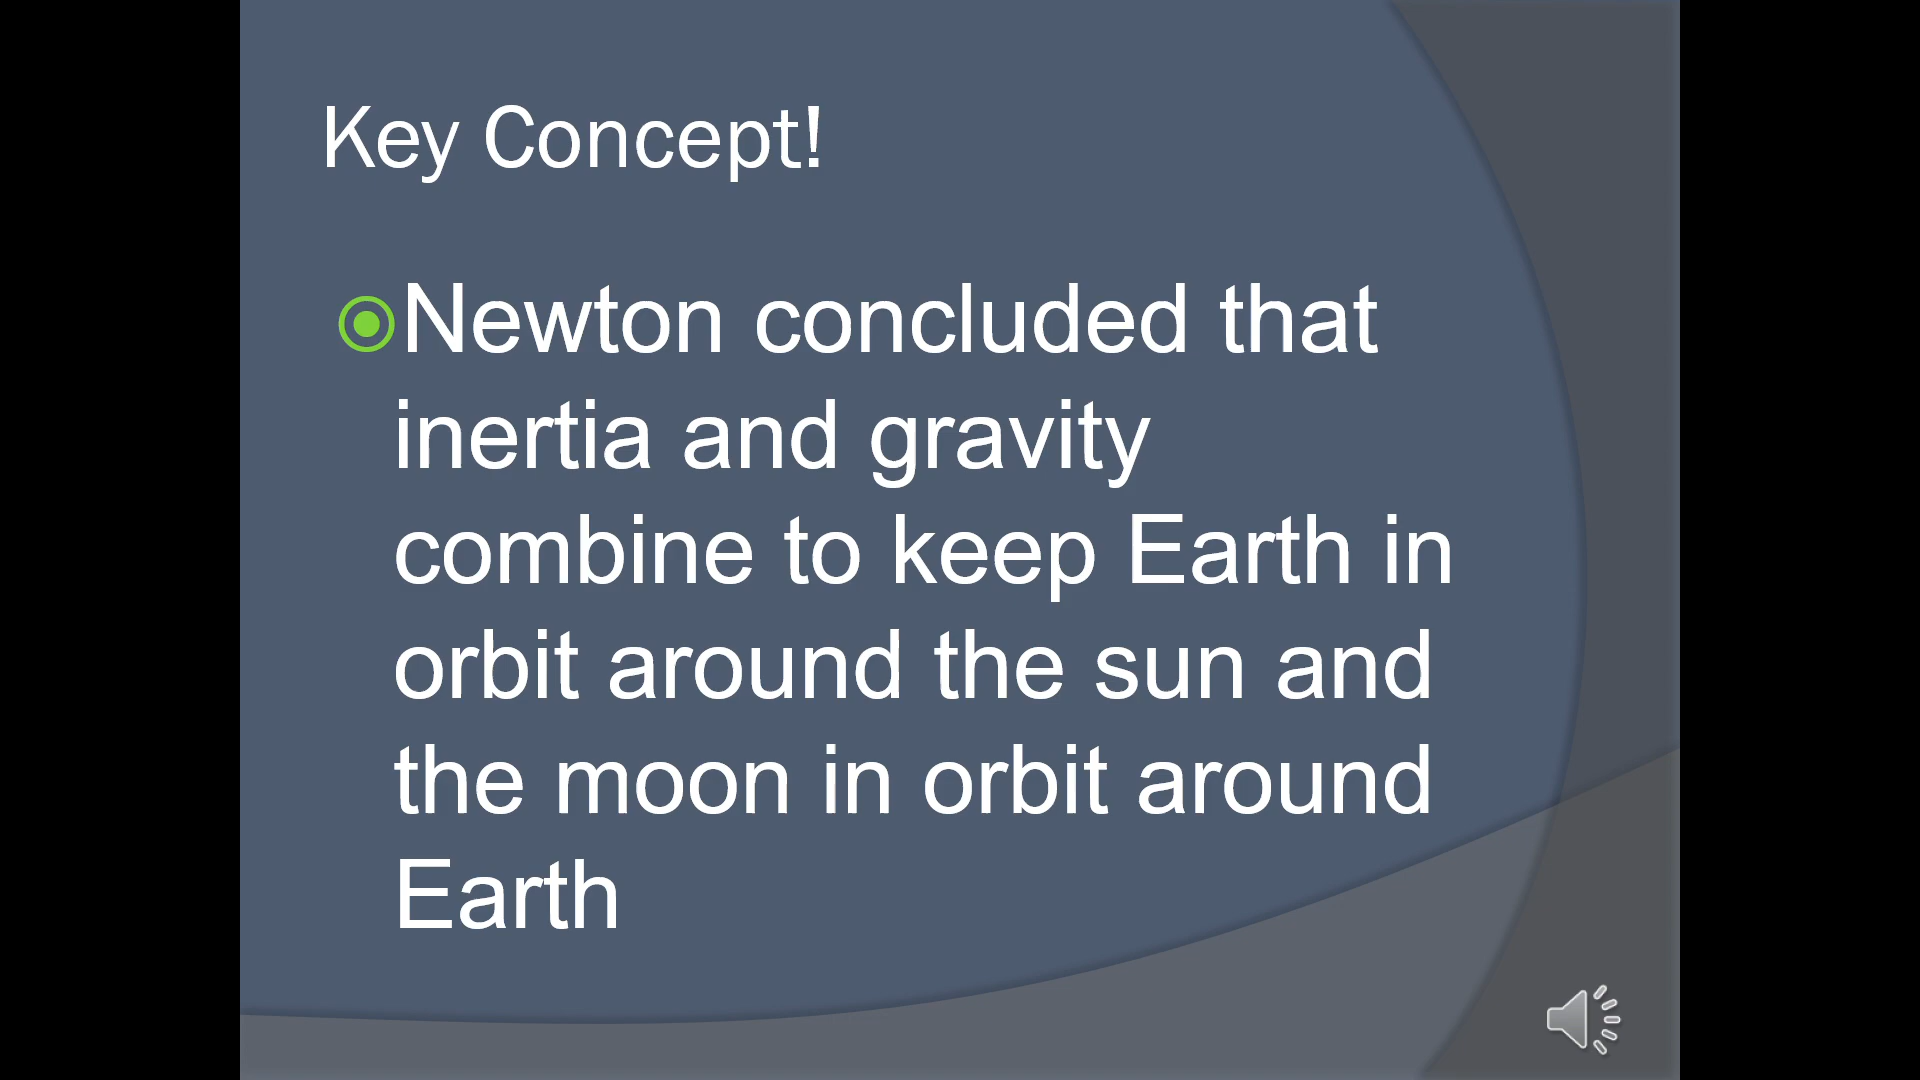 Key Concept!
Newton concluded that
inertia and gravity
combine to keep Earth in
orbit around the sun and
the moon in orbit around
Earth